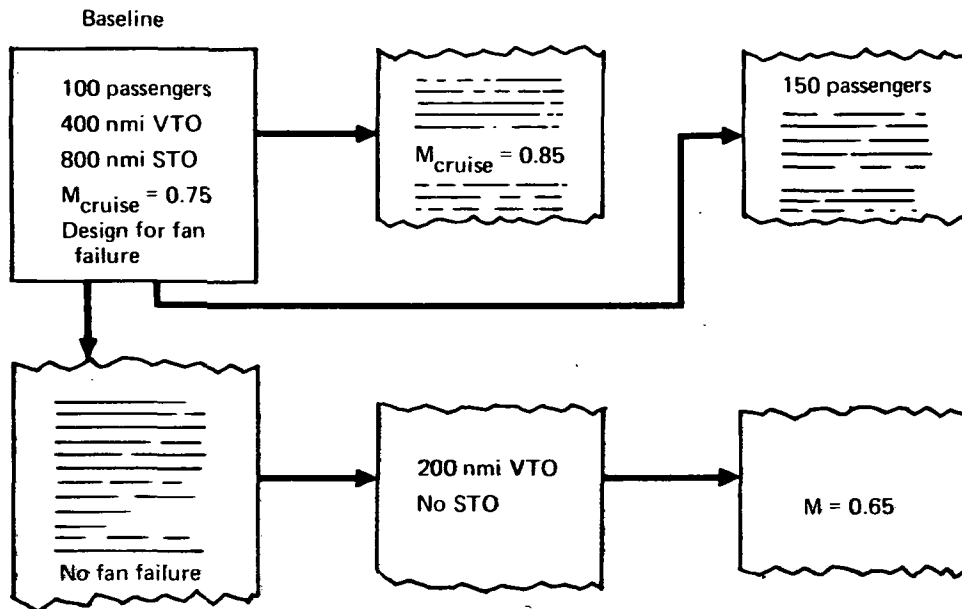 Baseline
100 passengers
400 nmi VTO
800 nmi STO
M_cruise = 0.75
Design for fan
failure
M_cruise = 0.85
150 passengers
No fan failure
200 nmi VTO
No STO
M = 0.65